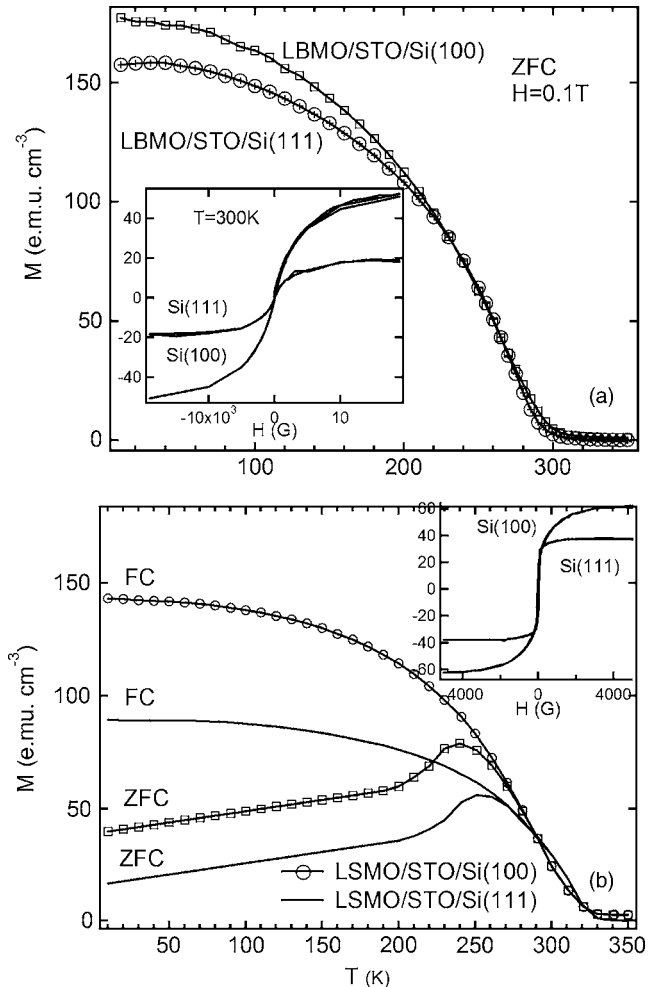 150
100
50
0
M (e.m.u. cm-3)
LBMO/STO/Si(100)
ZFC
H=0.1T
LBMO/STO/Si(111)
T=300K
40
20
0
-20
-40
Si(111)
Si(100)
-10x10³
0
10
H (G)
(a)
100
200
300
150
100
50
0
M (e.mu. cm-3)
FC
FC
ZFC
ZFC
60
40
20
0
-20
-40
-60
Si(100)
Si(111)
-4000
0
4000
H (G)
LSMO/STO/Si(100)
LSMO/STO/Si(111)
(b)
50
100
150
200
250
300
350
T (K)